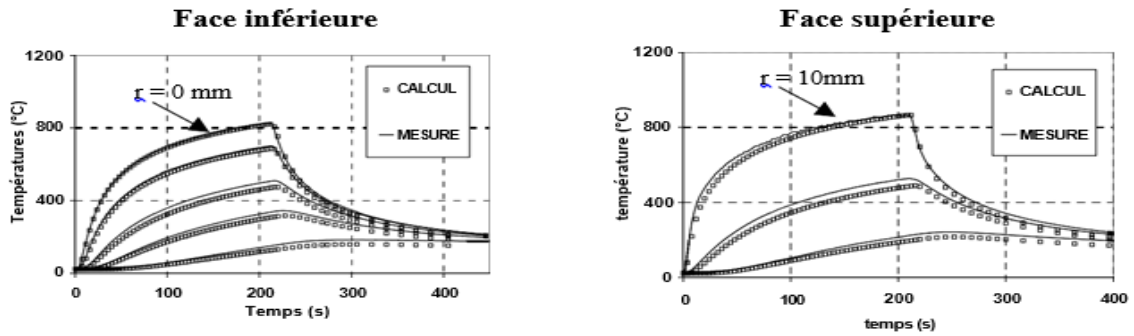 Face inférieure
1200
800
400
0
0
100
200
300
400
Températures (°C)
Temps (s)
r = 0 mm
CALCUL
MESURE
Face supérieure
1200
800
400
0
0
100
200
300
400
température (°C)
temps (s)
r = 10mm
CALCUL
MESURE